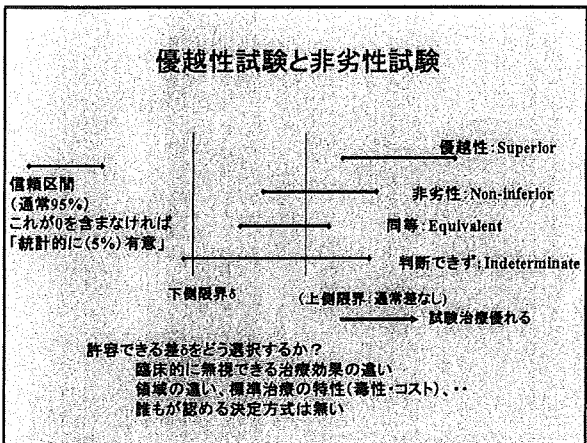 優越性試験と非劣性試験
優越性:Superior
信頼区間
(通常95%)
これが0を含まなければ
「統計的に(5%)有意」
非劣性:Non-inferior
同等:Equivalent
判断できず:Indeterminate
下側限界δ
(上側限界:通常差なし)
試験治療優れる
許容できる差δをどう選択するか?
臨床的に無視できる治療効果の違い
領域の違い、標準治療の特性(毒性・コスト)、・・
誰もが認める決定方式は無い